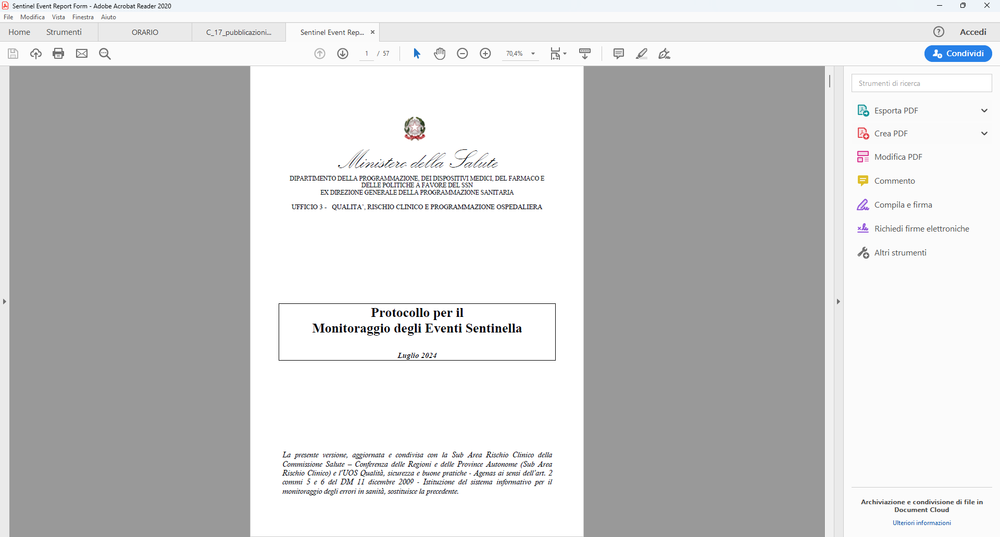 Sentinel Event Report Form - Adobe Acrobat Reader 2020
File Modifica Vista Finestra Aiuto
Home Strumenti ORARIO C_17_pubblicazioni... Sentinel Event Rep... × Accedi
1 / 57 70,4% Condividi
Strumenti di ricerca
Esporta PDF
Crea PDF
Modifica PDF
Commento
Compila e firma
Richiedi firme elettroniche
Altri strumenti
Archiviazione e condivisione di file in
Document Cloud
Ulteriori informazioni
Ministero della Salute
DIPARTIMENTO DELLA PROGRAMMAZIONE, DEI DISPOSITIVI MEDICI, DEL FARMACO E
DELLE POLITICHE A FAVORE DEL SSN
EX DIREZIONE GENERALE DELLA PROGRAMMAZIONE SANITARIA
UFFICIO 3 - QUALITA', RISCHIO CLINICO E PROGRAMMAZIONE OSPEDALIERA
Protocollo per il
Monitoraggio degli Eventi Sentinella
Luglio 2024
La presente versione, aggiornata e condivisa con la Sub Area Rischio Clinico della
Commissione Salute – Conferenza delle Regioni e delle Province Autonome (Sub Area
Rischio Clinico) e l'UOS Qualità, sicurezza e buone pratiche - Agenas ai sensi dell'art. 2
commi 5 e 6 del DM 11 dicembre 2009 - Istituzione del sistema informativo per il
monitoraggio degli errori in sanità, sostituisce la precedente.